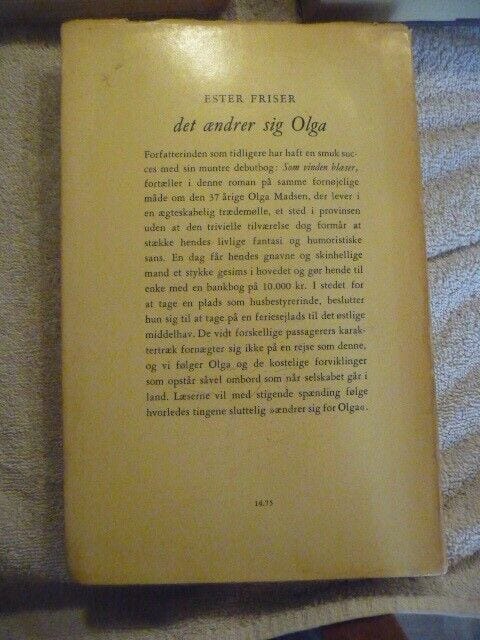 ESTER FRISER
det ændrer sig Olga
Forfatterinden som tidligere har haft en smuk suc-
ces med sin muntre debutbog: Som vinden blæser,
fortæller i denne roman på samme fornøjelige
måde om den 37 årige Olga Madsen, der lever i
en ægteskabelig trædemølle, et sted i provinsen
uden at den trivielle tilværelse dog formår at
stække hendes livlige fantasi og humoristiske
sans. En dag får hendes gnavne og skinhellige
mand et stykke gesims i hovedet og gør hende til
enke med en bankbog på 10.000 kr. I stedet for
at tage en plads som husbestyrerinde, beslutter
hun sig til at tage på en feriesejlads til det østlige
middelhav. De vidt forskellige passagerers karak-
tertræk fornægter sig ikke på en rejse som denne,
og vi følger Olga og de kostelige forviklinger
som opstår såvel ombord som når selskabet går i
land. Læserne vil med stigende spænding følge
hvorledes tingene sluttelig »ændrer sig for Olga«.
16.75